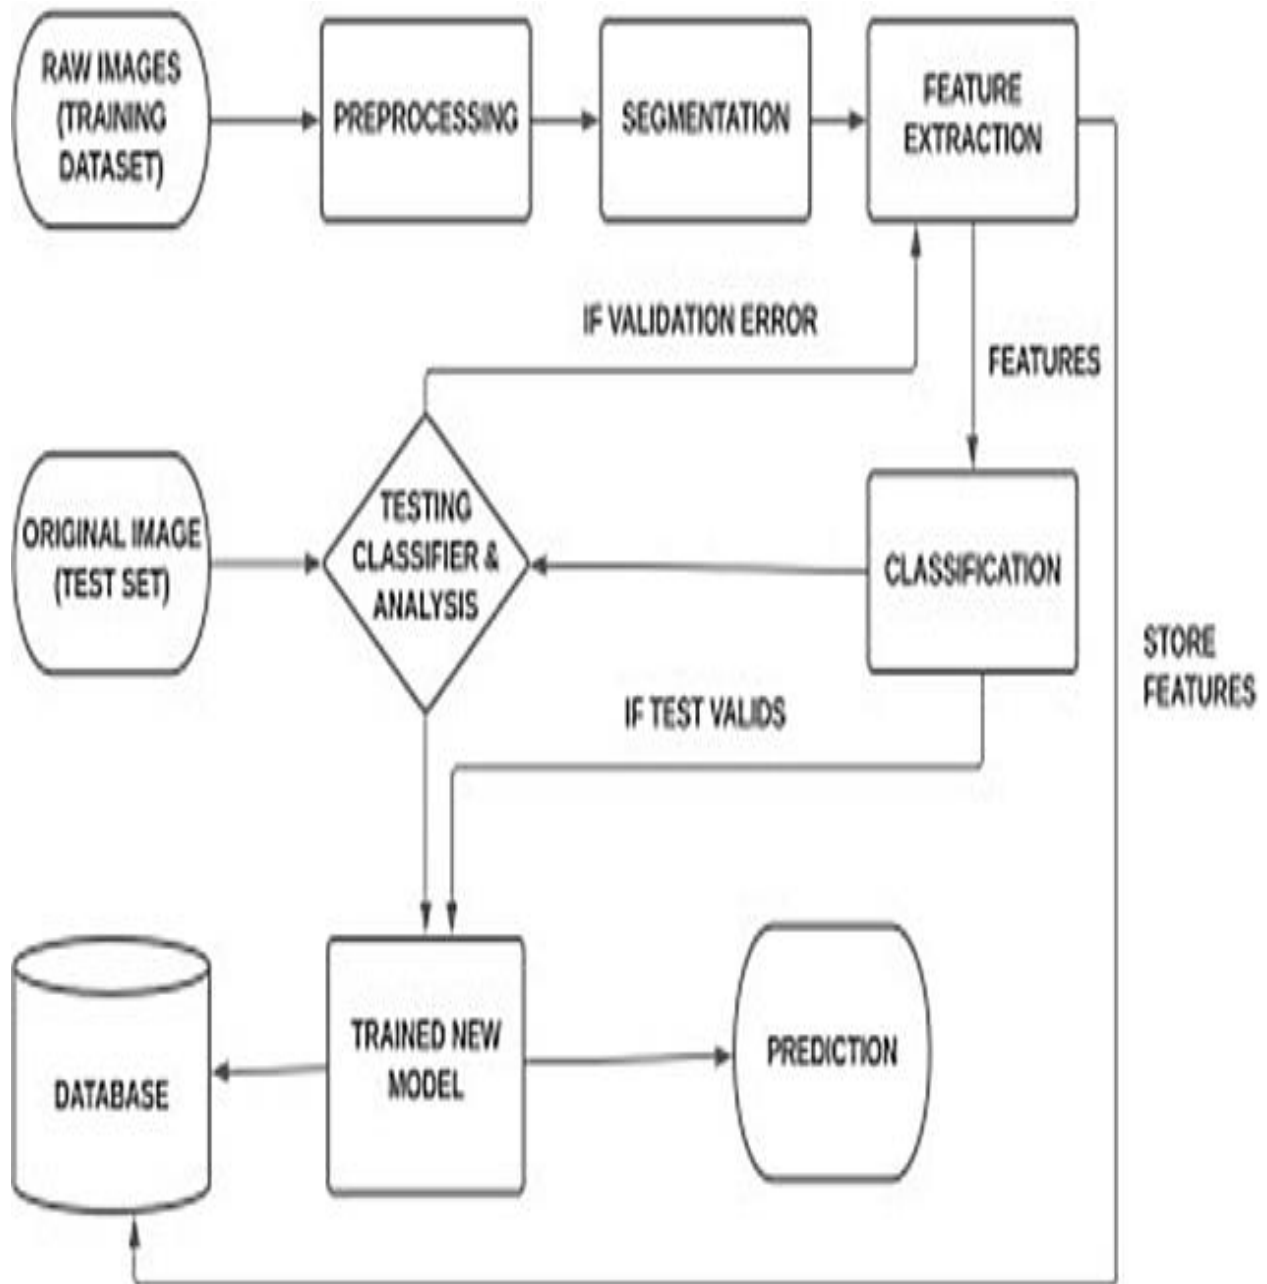 RAW IMAGES
(TRAINING
DATASET)
PREPROCESSING
SEGMENTATION
FEATURE
EXTRACTION
IF VALIDATION ERROR
FEATURES
ORIGINAL IMAGE
(TEST SET)
TESTING
CLASSIFIER &
ANALYSIS
CLASSIFICATION
STORE
FEATURES
IF TEST VALIDS
DATABASE
TRAINED NEW
MODEL
PREDICTION